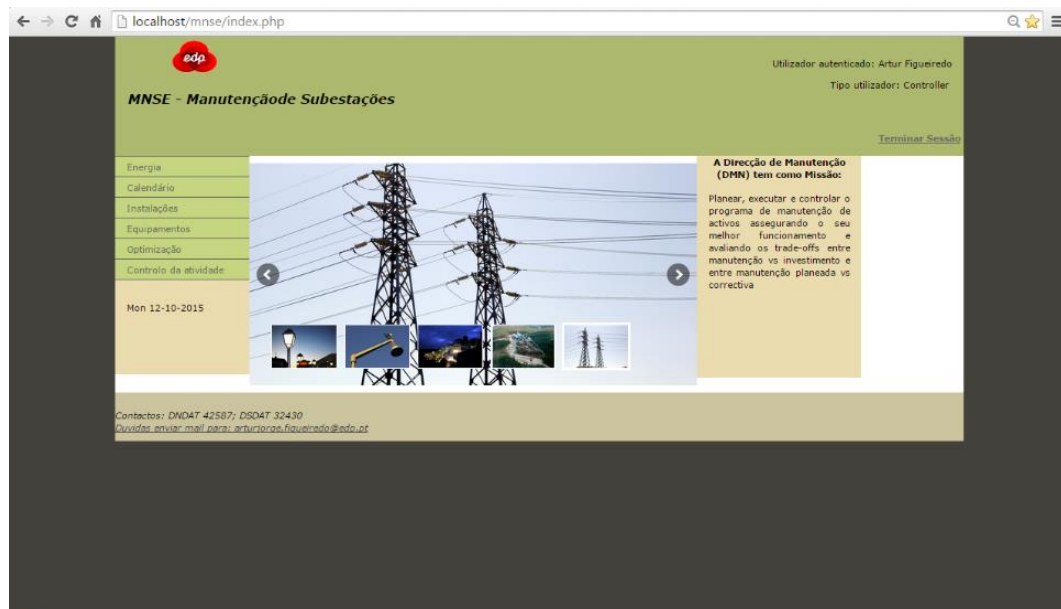 localhost/mnse/index.php
edp
Utilizador autenticado: Artur Figueiredo
Tipo utilizador: Controller
MNSE - Manutençãode Subestações
Terminar Sessão
Energia
Calendário
Instalações
Equipamentos
Optimização
Controlo da atividade
Mon 12-10-2015
A Direcção de Manutenção
(DMN) tem como Missão:
Planear, executar e controlar o
programa de manutenção de
activos assegurando o seu
melhor funcionamento e
avaliando os trade-offs entre
manutenção vs investimento e
entre manutenção planeada vs
correctiva
Contactos: DNDAT 42587; DSDAT 32430
Duvidas enviar mail para: arturjorge.figueiredo@edp.pt